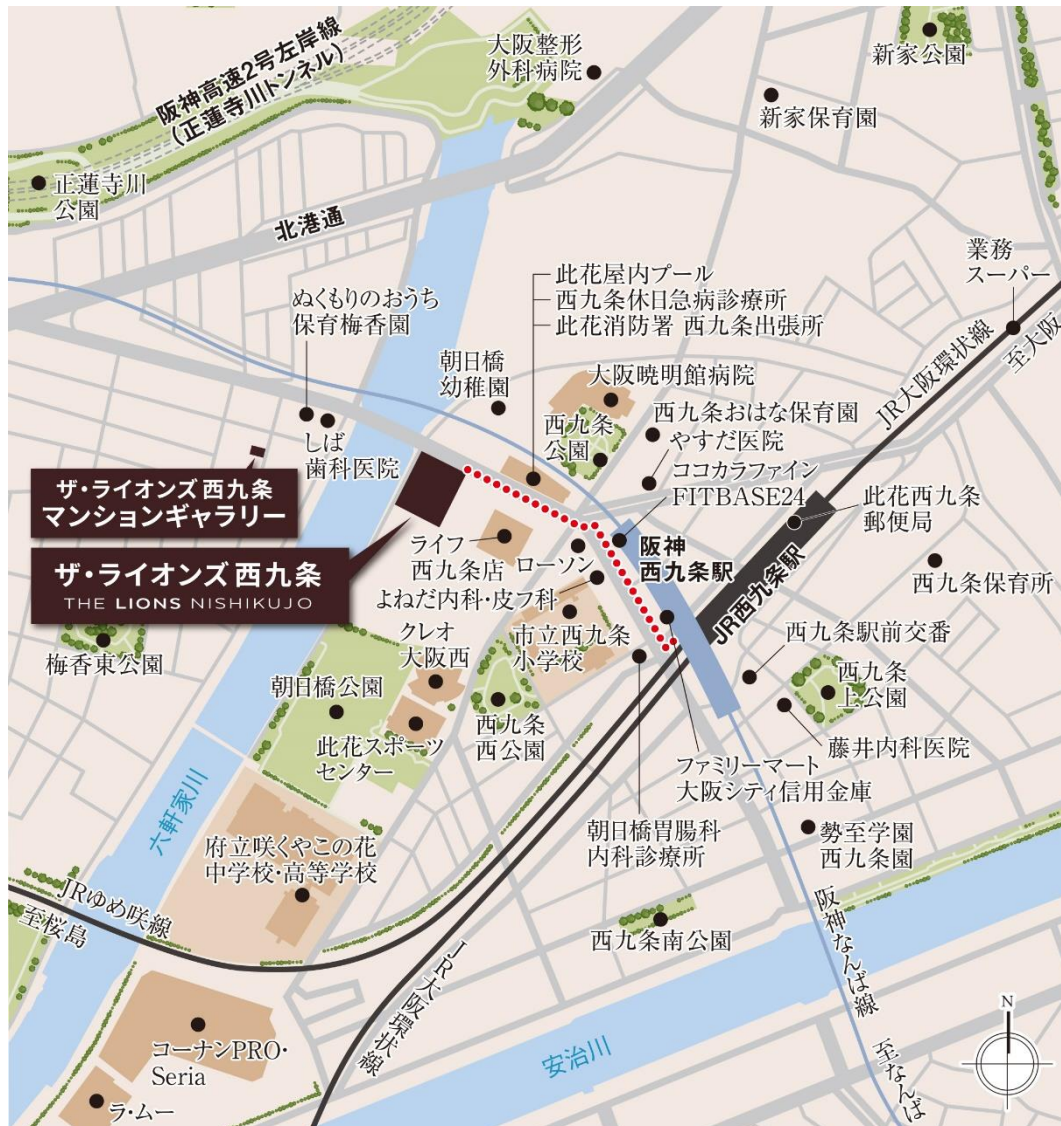 大阪整形
外科病院
新家公園
阪神高速2号左岸線
(正蓮寺川トンネル)
新家保育園
正蓮寺川
公園
北港通
業務
スーパー
此花屋内プール
西九条休日急病診療所
此花消防署 西九条出張所
ぬくもりのおうち
保育梅香園
JR大阪環状線
至大阪
朝日橋
幼稚園
大阪暁明館病院
西九条おはな保育園
西九条
公園
やすだ医院
しば
歯科医院
ココカラファイン
FITBASE24
ザ・ライオンズ 西九条
マンションギャラリー
此花西九条
郵便局
ライフ
西九条店
ローソン
阪神
西九条駅
JR西九条駅
ザ・ライオンズ 西九条
THE LIONS NISHIKUJO
よねだ内科・皮フ科
西九条保育所
梅香東公園
クレオ
大阪西
市立西九条
小学校
西九条駅前交番
朝日橋公園
西九条
上公園
西九条
西公園
此花スポーツ
センター
藤井内科医院
ファミリーマート
大阪シティ信用金庫
六軒家川
朝日橋胃腸科
内科診療所
勢至学園
西九条園
府立咲くやこの花
中学校・高等学校
JRゆめ咲線
至桜島
西九条南公園
阪神なんば線
至なんば
JR大阪環状線
安治川
N
コーナンPRO・
Seria
ラ・ムー